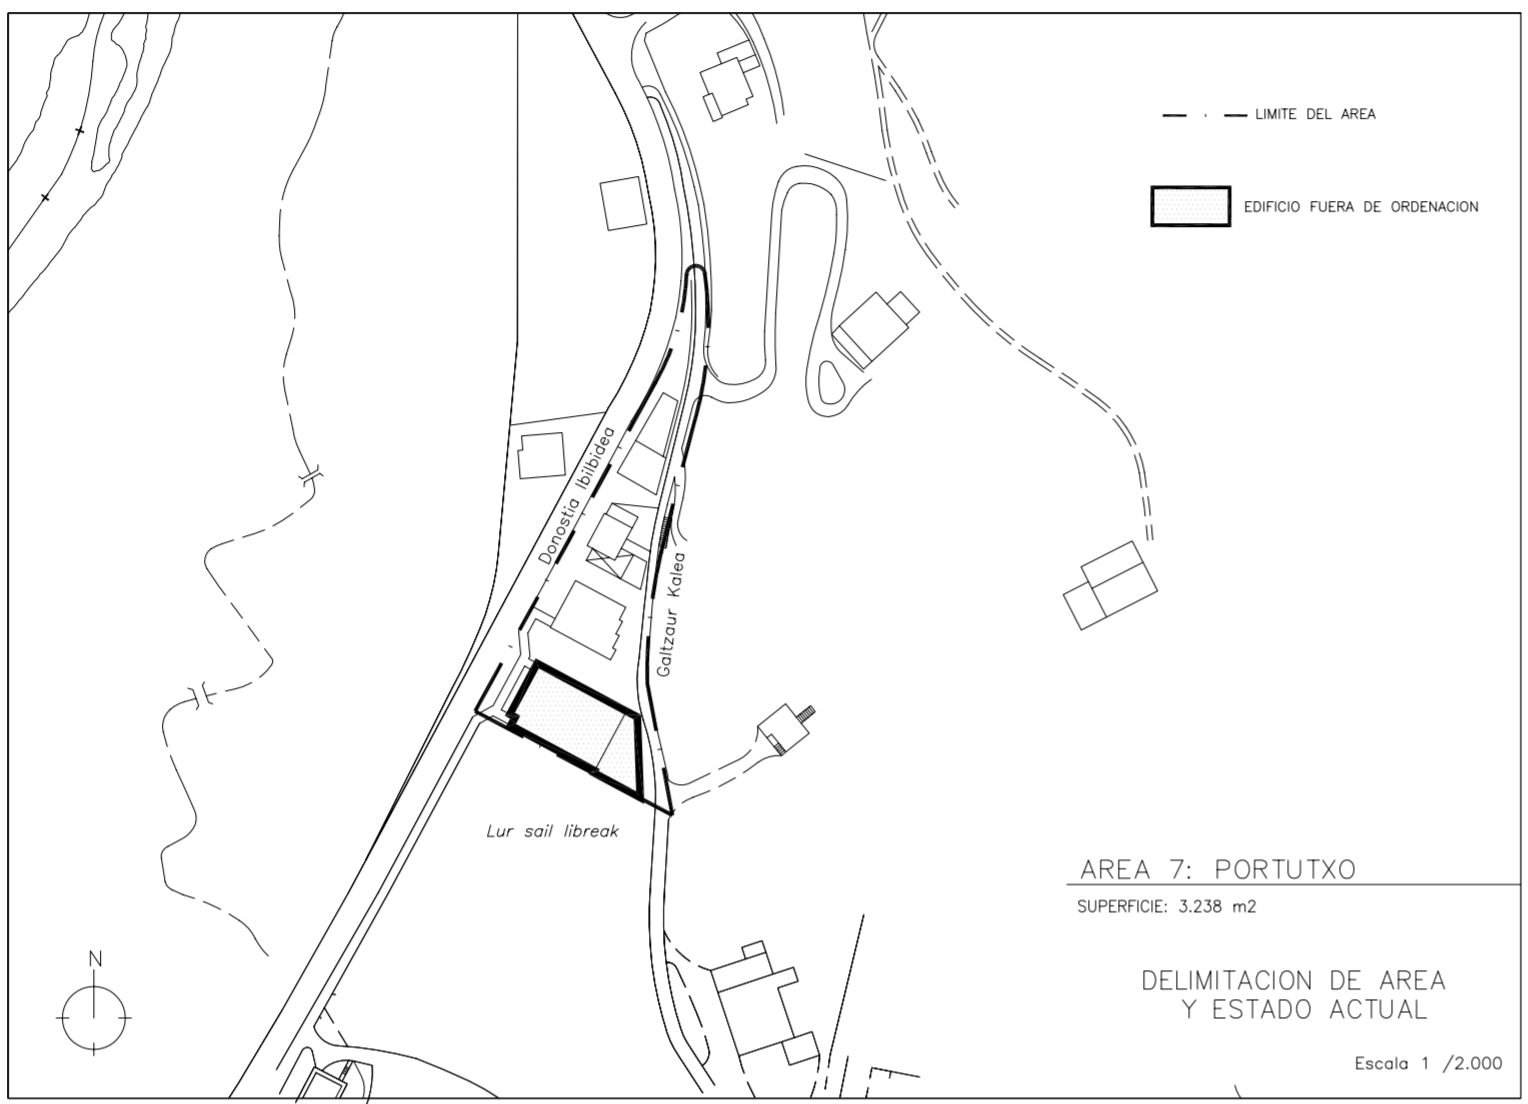 LIMITE DEL AREA
EDIFICIO FUERA DE ORDENACION
Donostia Ibilbidea
Galtzaur Kalea
Lur sail libreak
AREA 7: PORTUTXO
SUPERFICIE: 3.238 m2
N
DELIMITACION DE AREA
Y ESTADO ACTUAL
Escala 1 /2.000